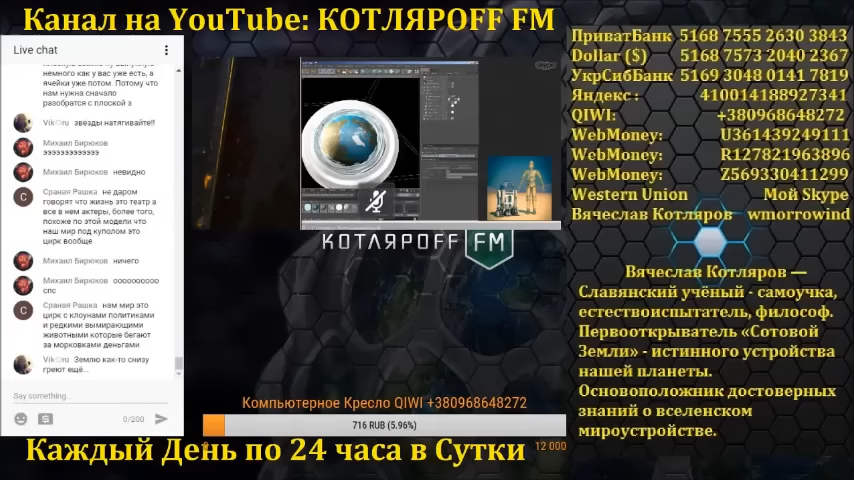 Канал на YouTube: КОТЛЯРОFF FM
Live chat
немного как у вас уже есть, а
ячейки уже потом. Потому что
нам нужна сначало
разобратся с плоской з
звезды натягивайте!!
Михаил Бирюков
эээээээээээээ
Михаил Бирюков невидно
Сраная Рашка не даром
говорят что жизнь это театр а
все в нем актеры, более того,
похоже по этой модели что
наш мир под куполом это
цирк вообще
Михаил Бирюков ничего
Михаил Бирюков оооооооооо
спс
Сраная Рашка нам мир это
цирк с клоунами политиками
и редкими вымирающими
животными которые бегают
за морковками деньгами
Землю как-то снизу
греют ещё...
Say something...
0/200
КОТЛЯРОFF FM
Компьютерное Кресло QIWI +380968648272
716 RUB (5.96%)
0
12 000
Каждый День по 24 часа в Сутки
ПриватБанк 5168 7555 2630 3843
Dollar ($) 5168 7573 2040 2367
УкрСибБанк 5169 3048 0141 7819
Яндекс : 410014188927341
QIWI: +380968648272
WebMoney: U361439249111
WebMoney: R127821963896
WebMoney: Z569330411299
Western Union Мой Skype
Вячеслав Котляров wmorrowind
Вячеслав Котляров —
Славянский учёный - самоучка,
естествоиспытатель, философ.
Первооткрыватель «Сотовой
Земли» - истинного устройства
нашей планеты.
Основоположник достоверных
знаний о вселенском
мироустройстве.